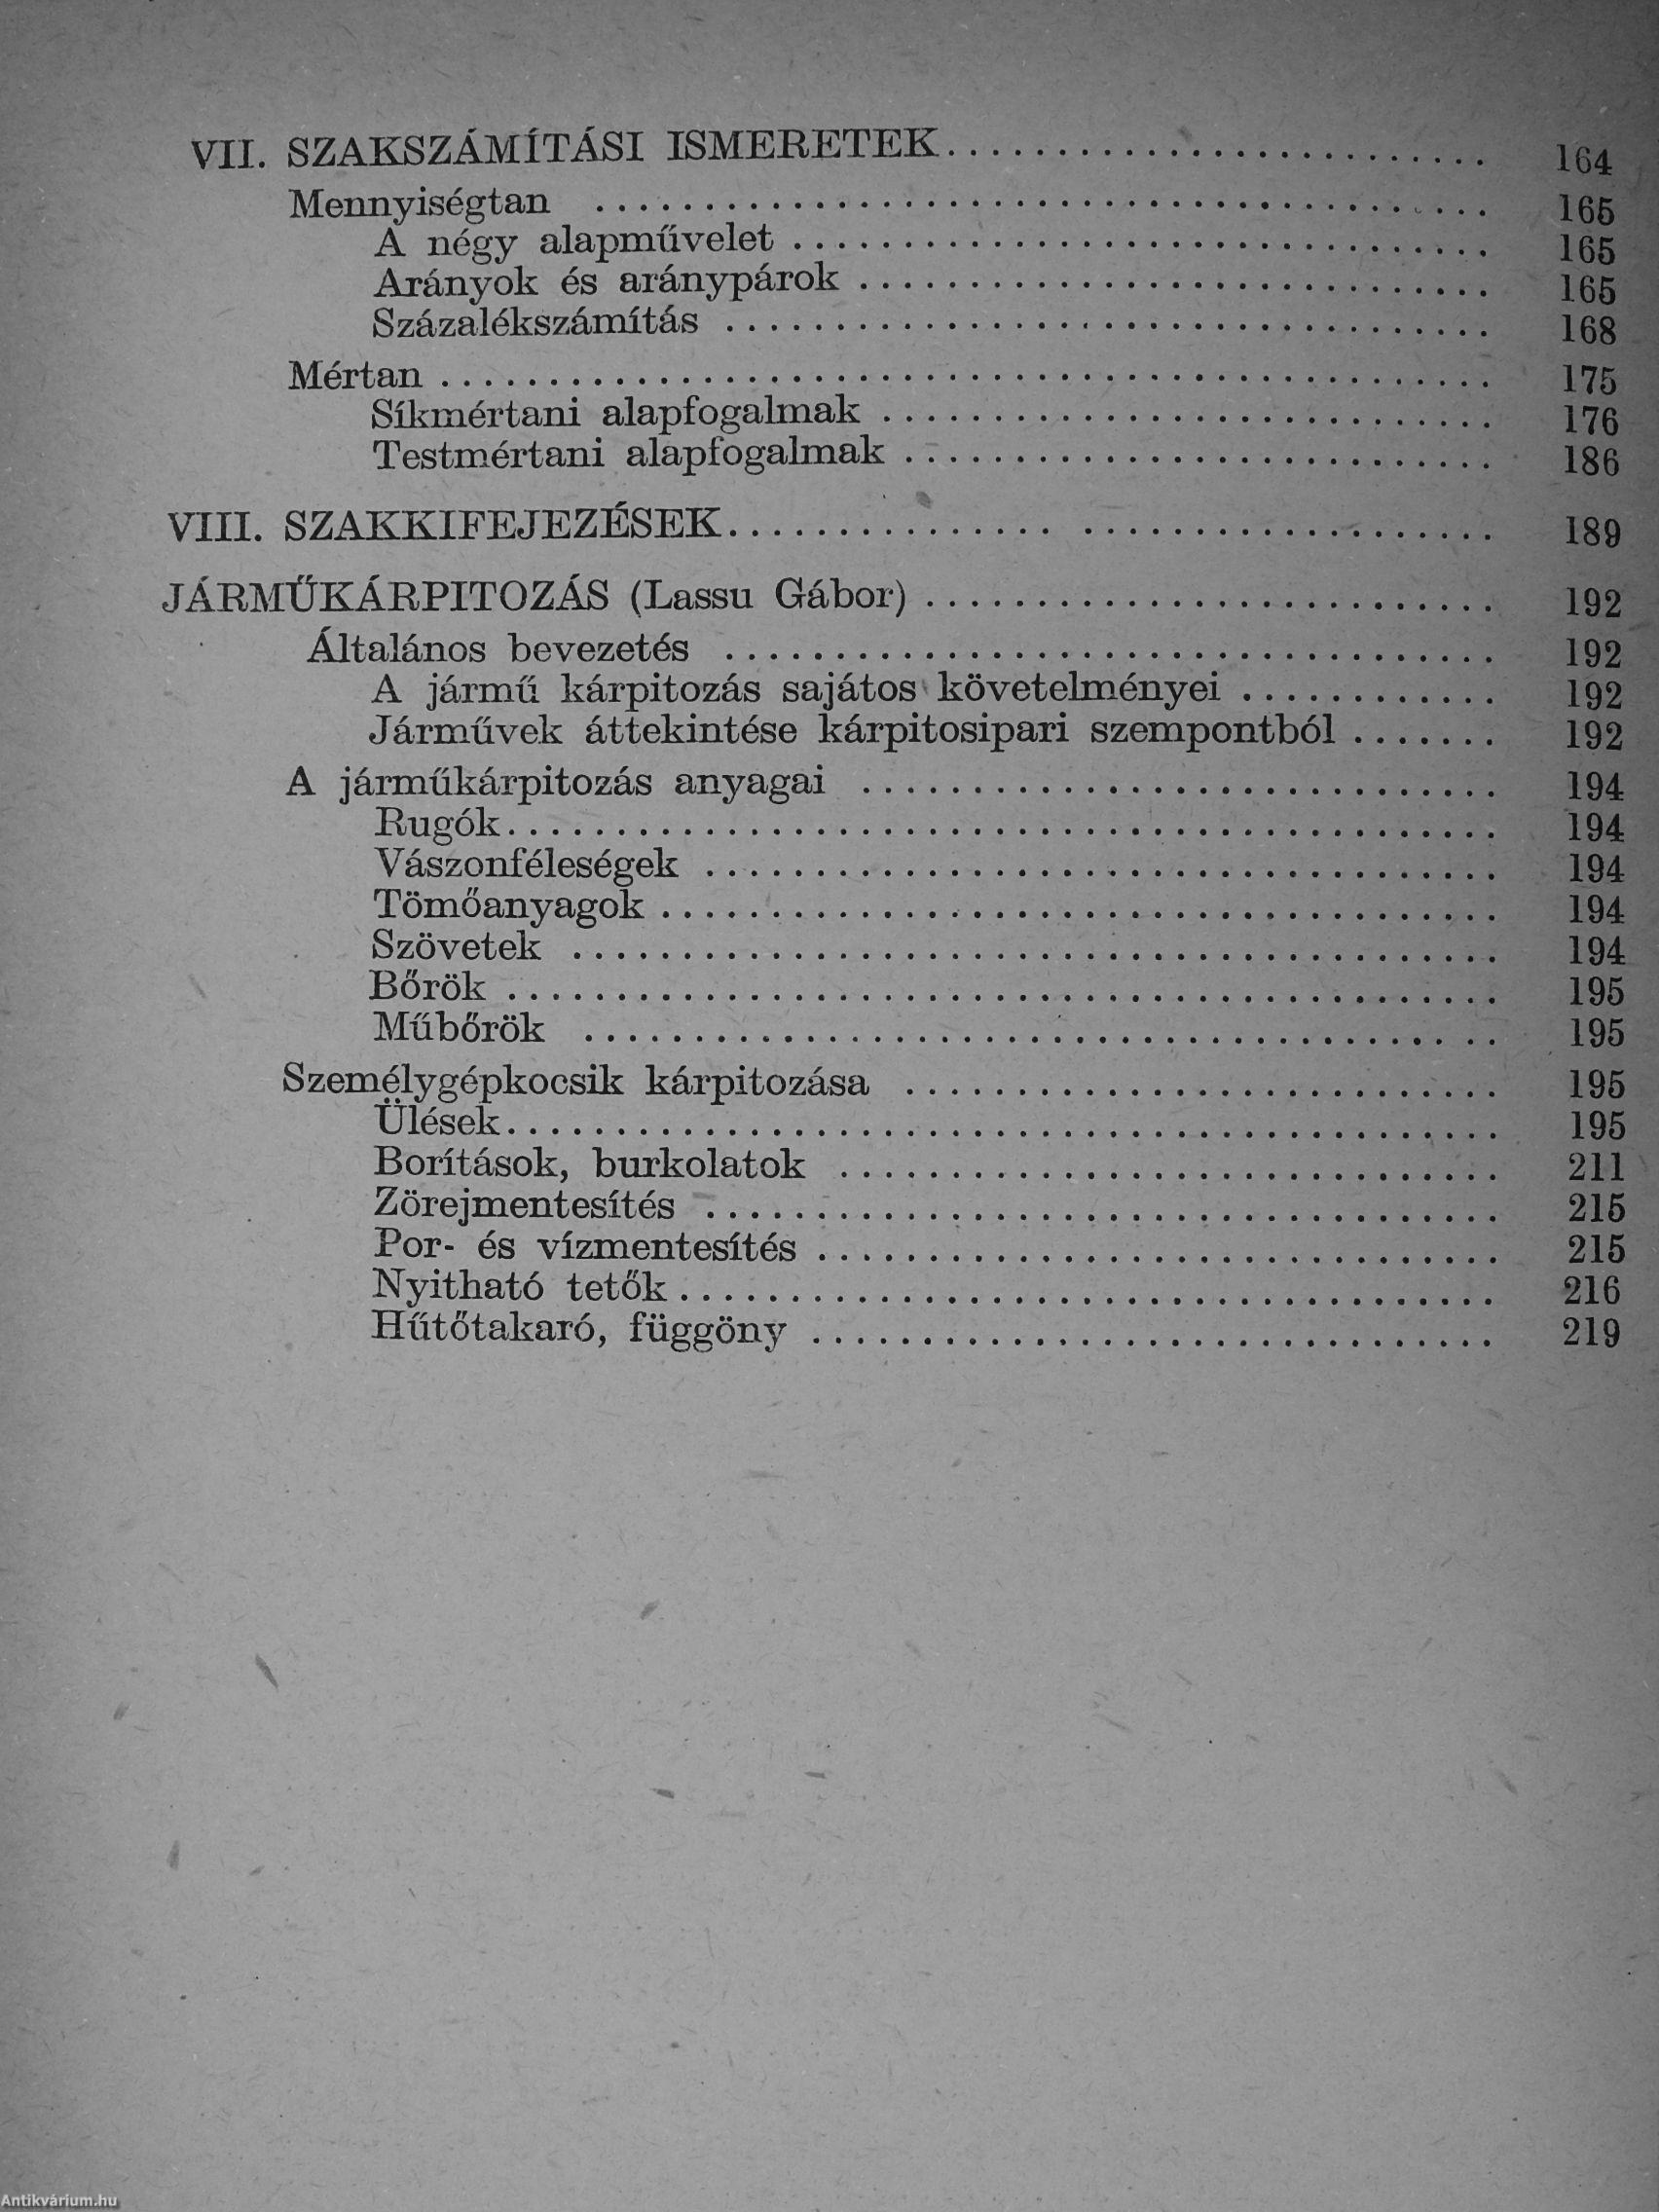 VII. SZAKSZÁMÍTÁSI ISMERETEK........................ 164
Mennyiségtan ........................................ 165
A négy alapművelet ................................ 165
Arányok és aránypárok ............................. 165
Százalékszámítás ................................... 168
Mértan ................................................ 175
Síkmértani alapfogalmak ............................ 176
Testmértani alapfogalmak ........................... 186
VIII. SZAKKIFEJEZÉSEK............... ................... 189
JÁRMŰKÁRPITOZÁS (Lassu Gábor) .......................... 192
Általános bevezetés ................................... 192
A jármű kárpitozás sajátos követelményei ............ 192
Járművek áttekintése kárpitosipari szempontból ....... 192
A járműkárpitozás anyagai ............................. 194
Rugók............................................. 194
Vászonféleségek .................................... 194
Tömőanyagok ...................................... 194
Szövetek .......................................... 194
Bőrök ............................................. 195
Műbőrök .......................................... 195
Személygépkocsik kárpitozása ........................... 195
Ülések............................................. 195
Borítások, burkolatok .............................. 211
Zörejmentesítés .................................... 215
Por- és vízmentesítés ............................... 215
Nyitható tetők ..................................... 216
Hűtőtakaró, függöny ............................... 219
Antikvárium.hu